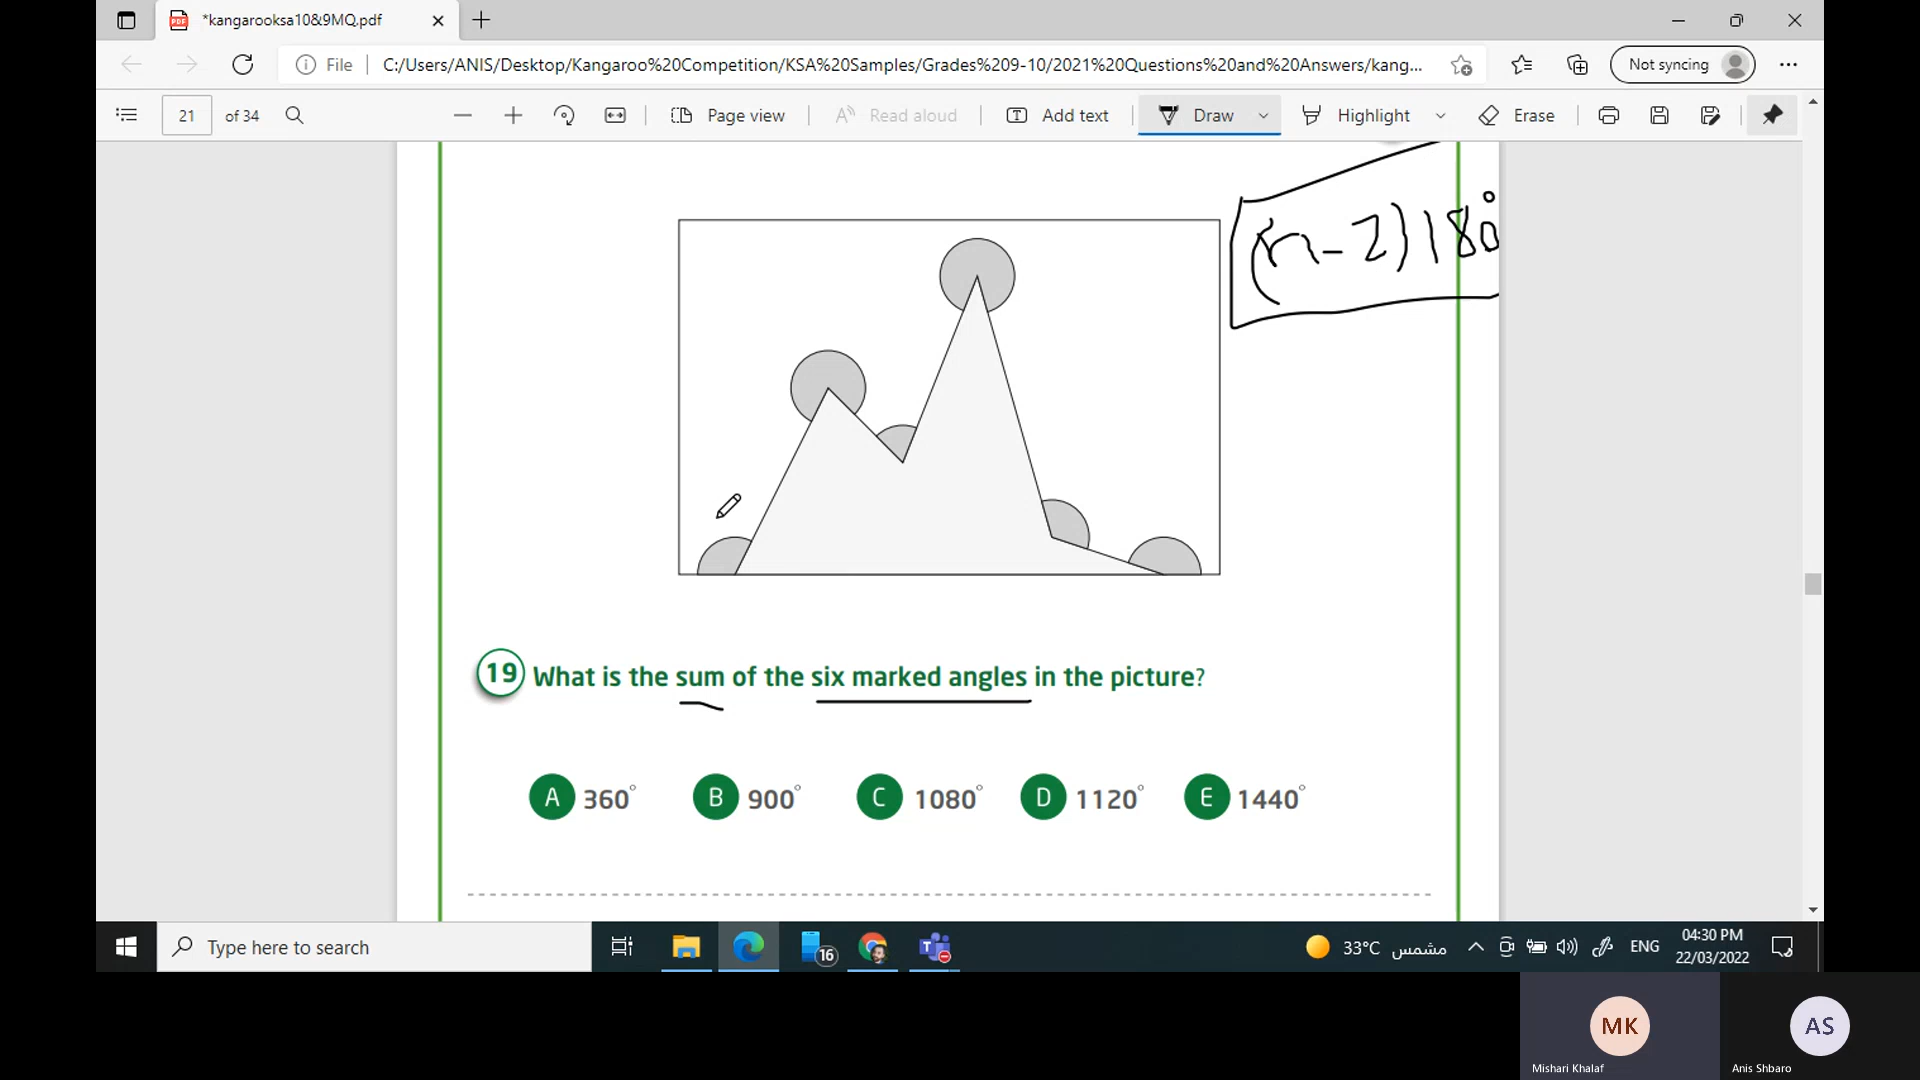 *kangarooksa10&9MQ.pdf
File C:/Users/ANIS/Desktop/Kangaroo%20Competition/KSA%20Samples/Grades%209-10/2021%20Questions%20and%20Answers/kang... Not syncing
21 of 34 Page view Read aloud Add text Draw Highlight Erase
(n-2)180°
19 What is the sum of the six marked angles in the picture?
A 360° B 900° C 1080° D 1120° E 1440°
Type here to search 16 33°C مشمس ENG 04:30 PM
22/03/2022
MK AS
Mishari Khalaf Anis Shbaro